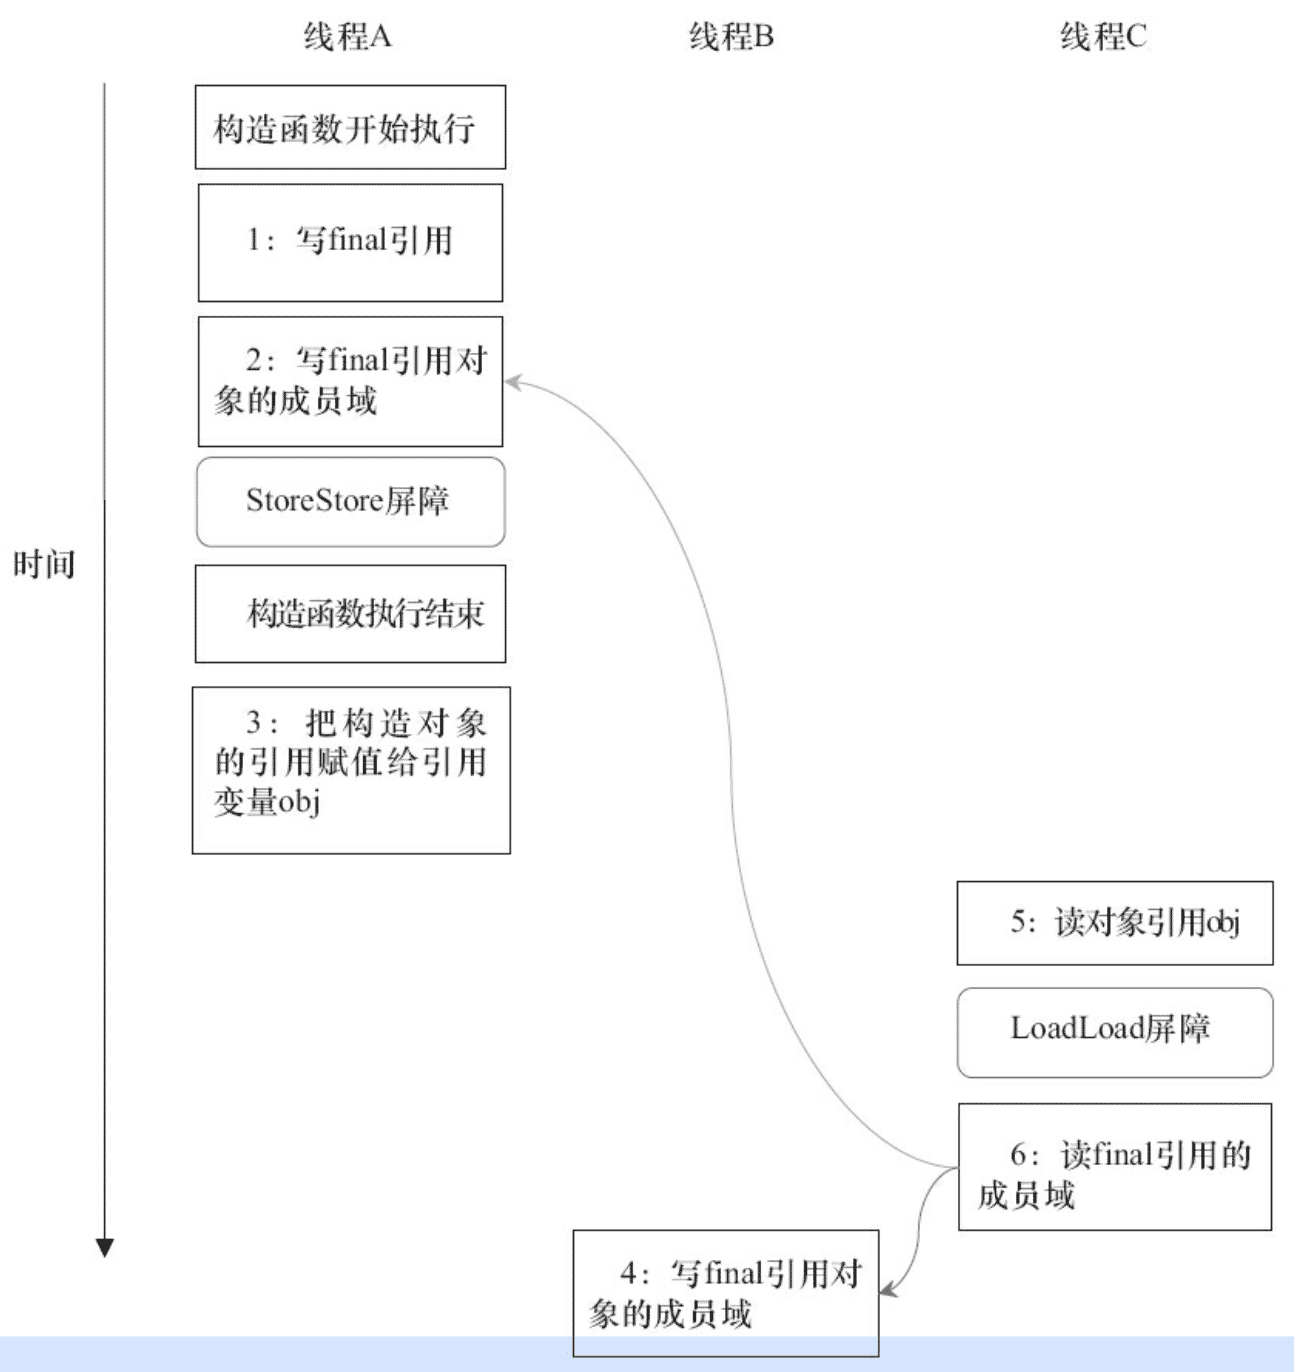 线程A
线程B
线程C
构造函数开始执行
1：写final引用
2：写final引用对
象的成员域
StoreStore屏障
时间
构造函数执行结束
3：把构造对象
的引用赋值给引用
变量obj
5：读对象引用obj
LoadLoad屏障
6：读final引用的
成员域
4：写final引用对
象的成员域